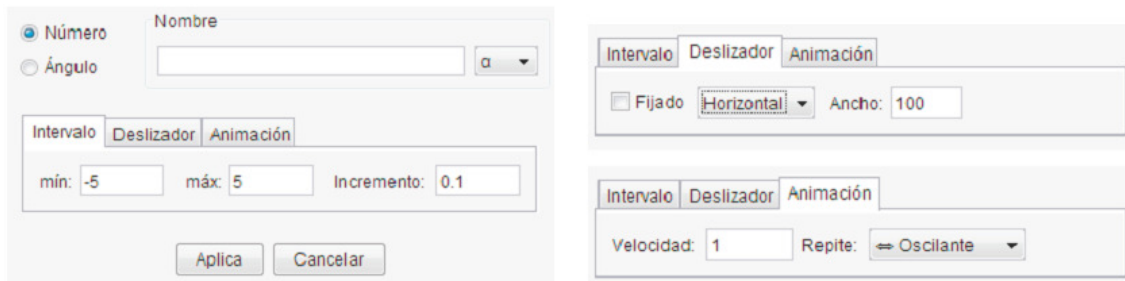 Número
Ángulo
Nombre
α
Intervalo Deslizador Animación
mín: -5 máx: 5 Incremento: 0.1
Aplica Cancelar
Intervalo Deslizador Animación
Fijado Horizontal Ancho: 100
Intervalo Deslizador Animación
Velocidad: 1 Repite: ⇔ Oscilante